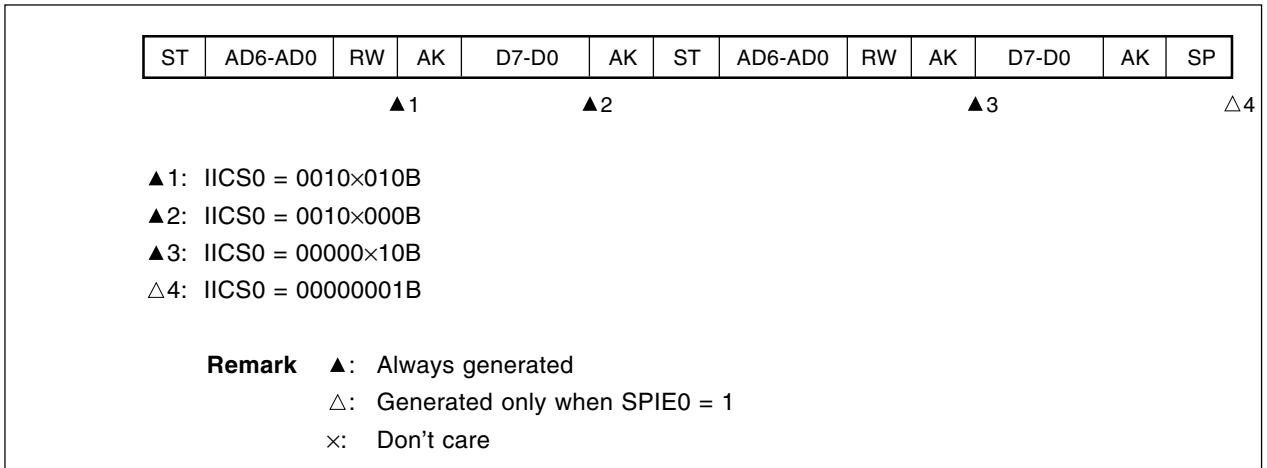 ST AD6-AD0 RW AK D7-D0 AK ST AD6-AD0 RW AK D7-D0 AK SP
▲1 ▲2 ▲3 △4
▲1: IICS0 = 0010×010B
▲2: IICS0 = 0010×000B
▲3: IICS0 = 00000×10B
△4: IICS0 = 00000001B
Remark ▲: Always generated
△: Generated only when SPIE0 = 1
×: Don't care